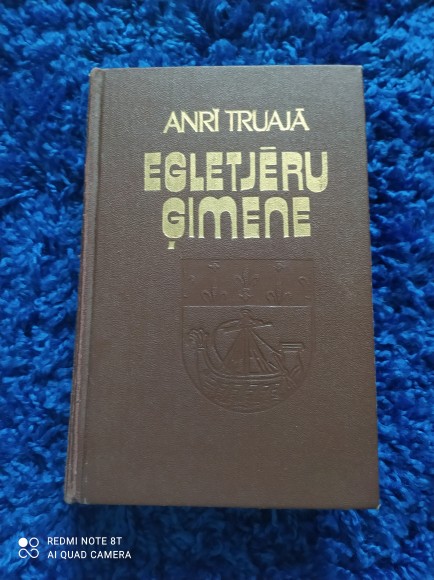 ANRĪ TRUAJĀ
EGLETJĒRU
ĢIMENE
REDMI NOTE 8T
AI QUAD CAMERA